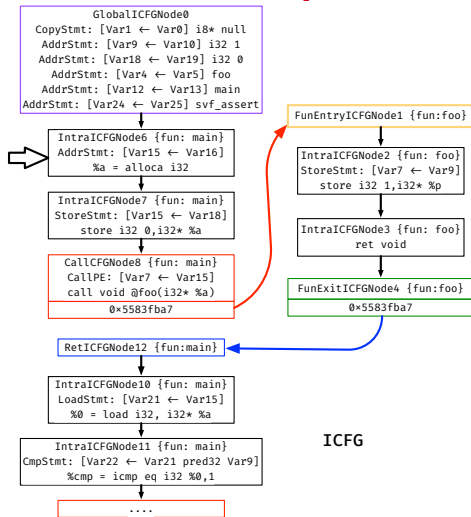 GlobalICFGNode0
CopyStmt: [Var1 ← Var0] i8* null
AddrStmt: [Var9 ← Var10] i32 1
AddrStmt: [Var18 ← Var19] i32 0
AddrStmt: [Var4 ← Var5] foo
AddrStmt: [Var12 ← Var13] main
AddrStmt: [Var24 ← Var25] svf_assert
IntraICFGNode6 {fun: main}
AddrStmt: [Var15 ← Var16]
%a = alloca i32
IntraICFGNode7 {fun: main}
StoreStmt: [Var15 ← Var18]
store i32 0,i32* %a
CallCFGNode8 {fun: main}
CallPE: [Var7 ← Var15]
call void @foo(i32* %a)
0×5583fba7
FunEntryICFGNode1 {fun:foo}
IntraICFGNode2 {fun: foo}
StoreStmt: [Var7 ← Var9]
store i32 1,i32* %p
IntraICFGNode3 {fun: foo}
ret void
FunExitICFGNode4 {fun:foo}
0×5583fba7
RetICFGNode12 {fun:main}
IntraICFGNode10 {fun: main}
LoadStmt: [Var21 ← Var15]
%0 = load i32, i32* %a
IntraICFGNode11 {fun: main}
CmpStmt: [Var22 ← Var21 pred32 Var9]
%cmp = icmp eq i32 %0,1
....
ICFG